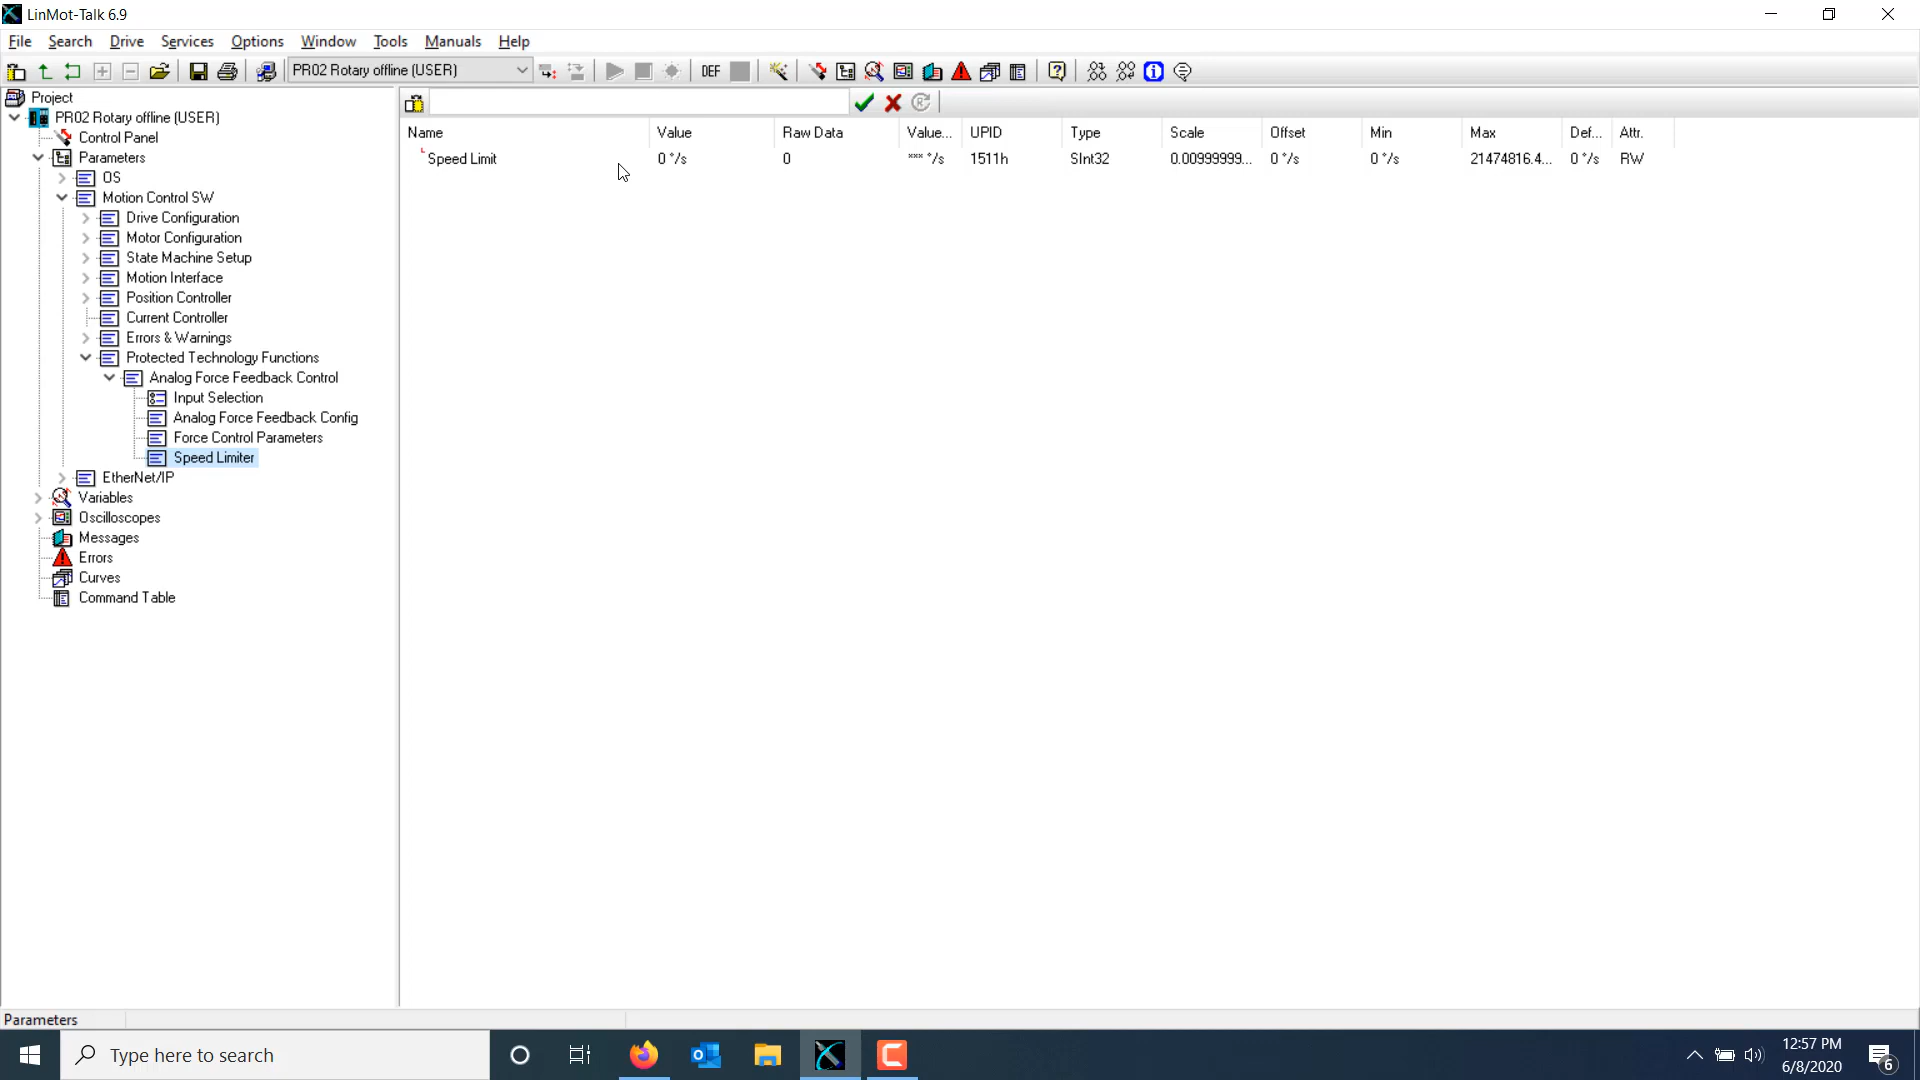 LinMot-Talk 6.9
File Search Drive Services Options Window Tools Manuals Help
PR02 Rotary offline (USER) DEF
Project
PR02 Rotary offline (USER)
Control Panel
Parameters
OS
Motion Control SW
Drive Configuration
Motor Configuration
State Machine Setup
Motion Interface
Position Controller
Current Controller
Errors & Warnings
Protected Technology Functions
Analog Force Feedback Control
Input Selection
Analog Force Feedback Config
Force Control Parameters
Speed Limiter
EtherNet/IP
Variables
Oscilloscopes
Messages
Errors
Curves
Command Table
Name Value Raw Data Value... UPID Type Scale Offset Min Max Def... Attr.
Speed Limit 0 °/s 0 *** °/s 1511h SInt32 0.00999999... 0 °/s 0 °/s 21474816.4... 0 °/s RW
Parameters
Type here to search
12:57 PM
6/8/2020
6